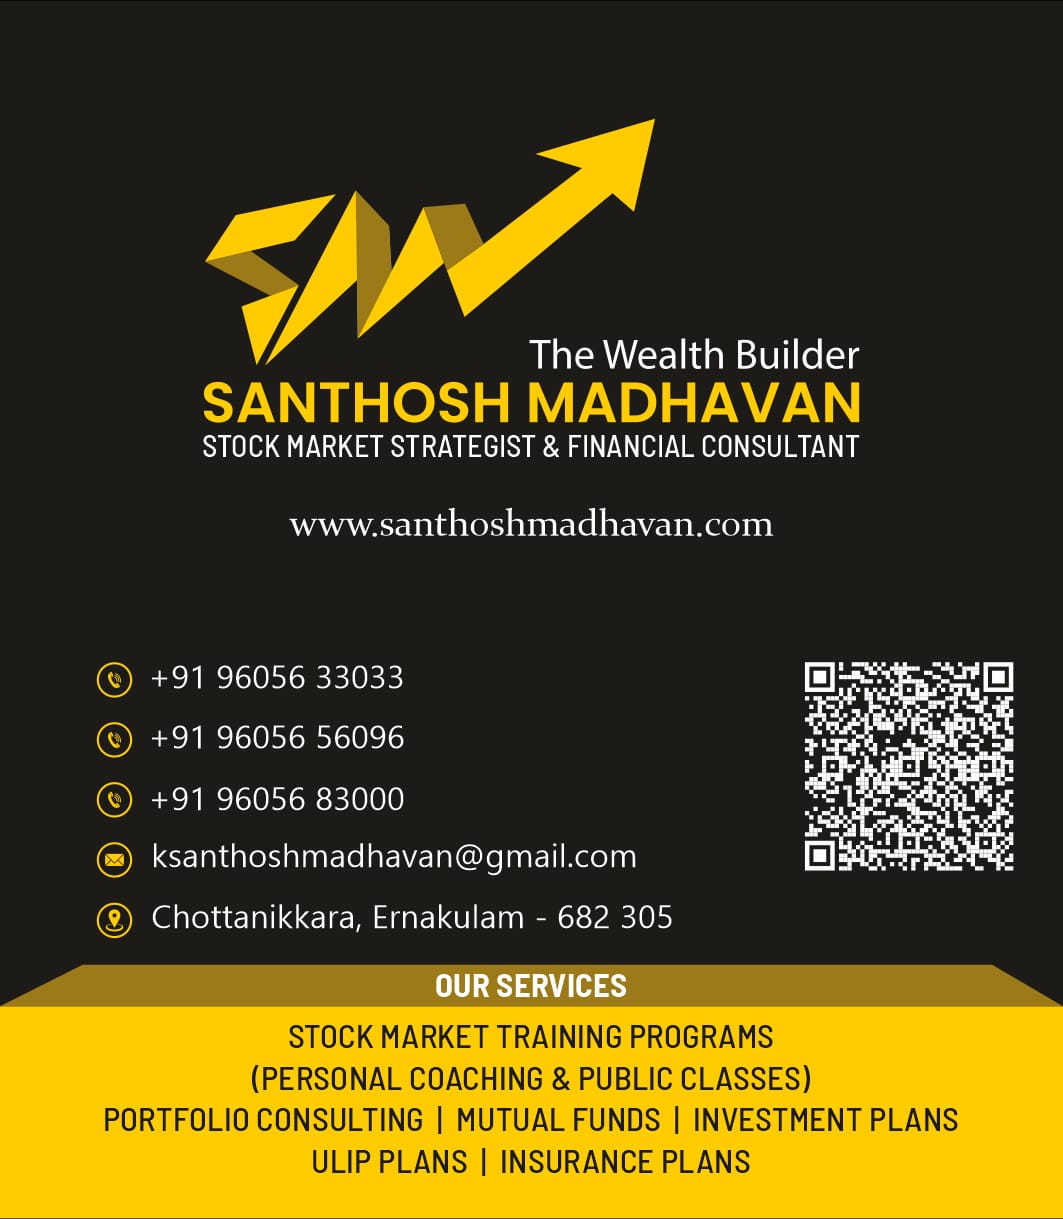 The Wealth Builder
SANTHOSH MADHAVAN
STOCK MARKET STRATEGIST & FINANCIAL CONSULTANT
www.santhoshmadhavan.com
+91 96056 33033
+91 96056 56096
+91 96056 83000
ksanthoshmadhavan@gmail.com
Chottanikkara, Ernakulam - 682 305
OUR SERVICES
STOCK MARKET TRAINING PROGRAMS
(PERSONAL COACHING & PUBLIC CLASSES)
PORTFOLIO CONSULTING | MUTUAL FUNDS | INVESTMENT PLANS
ULIP PLANS | INSURANCE PLANS